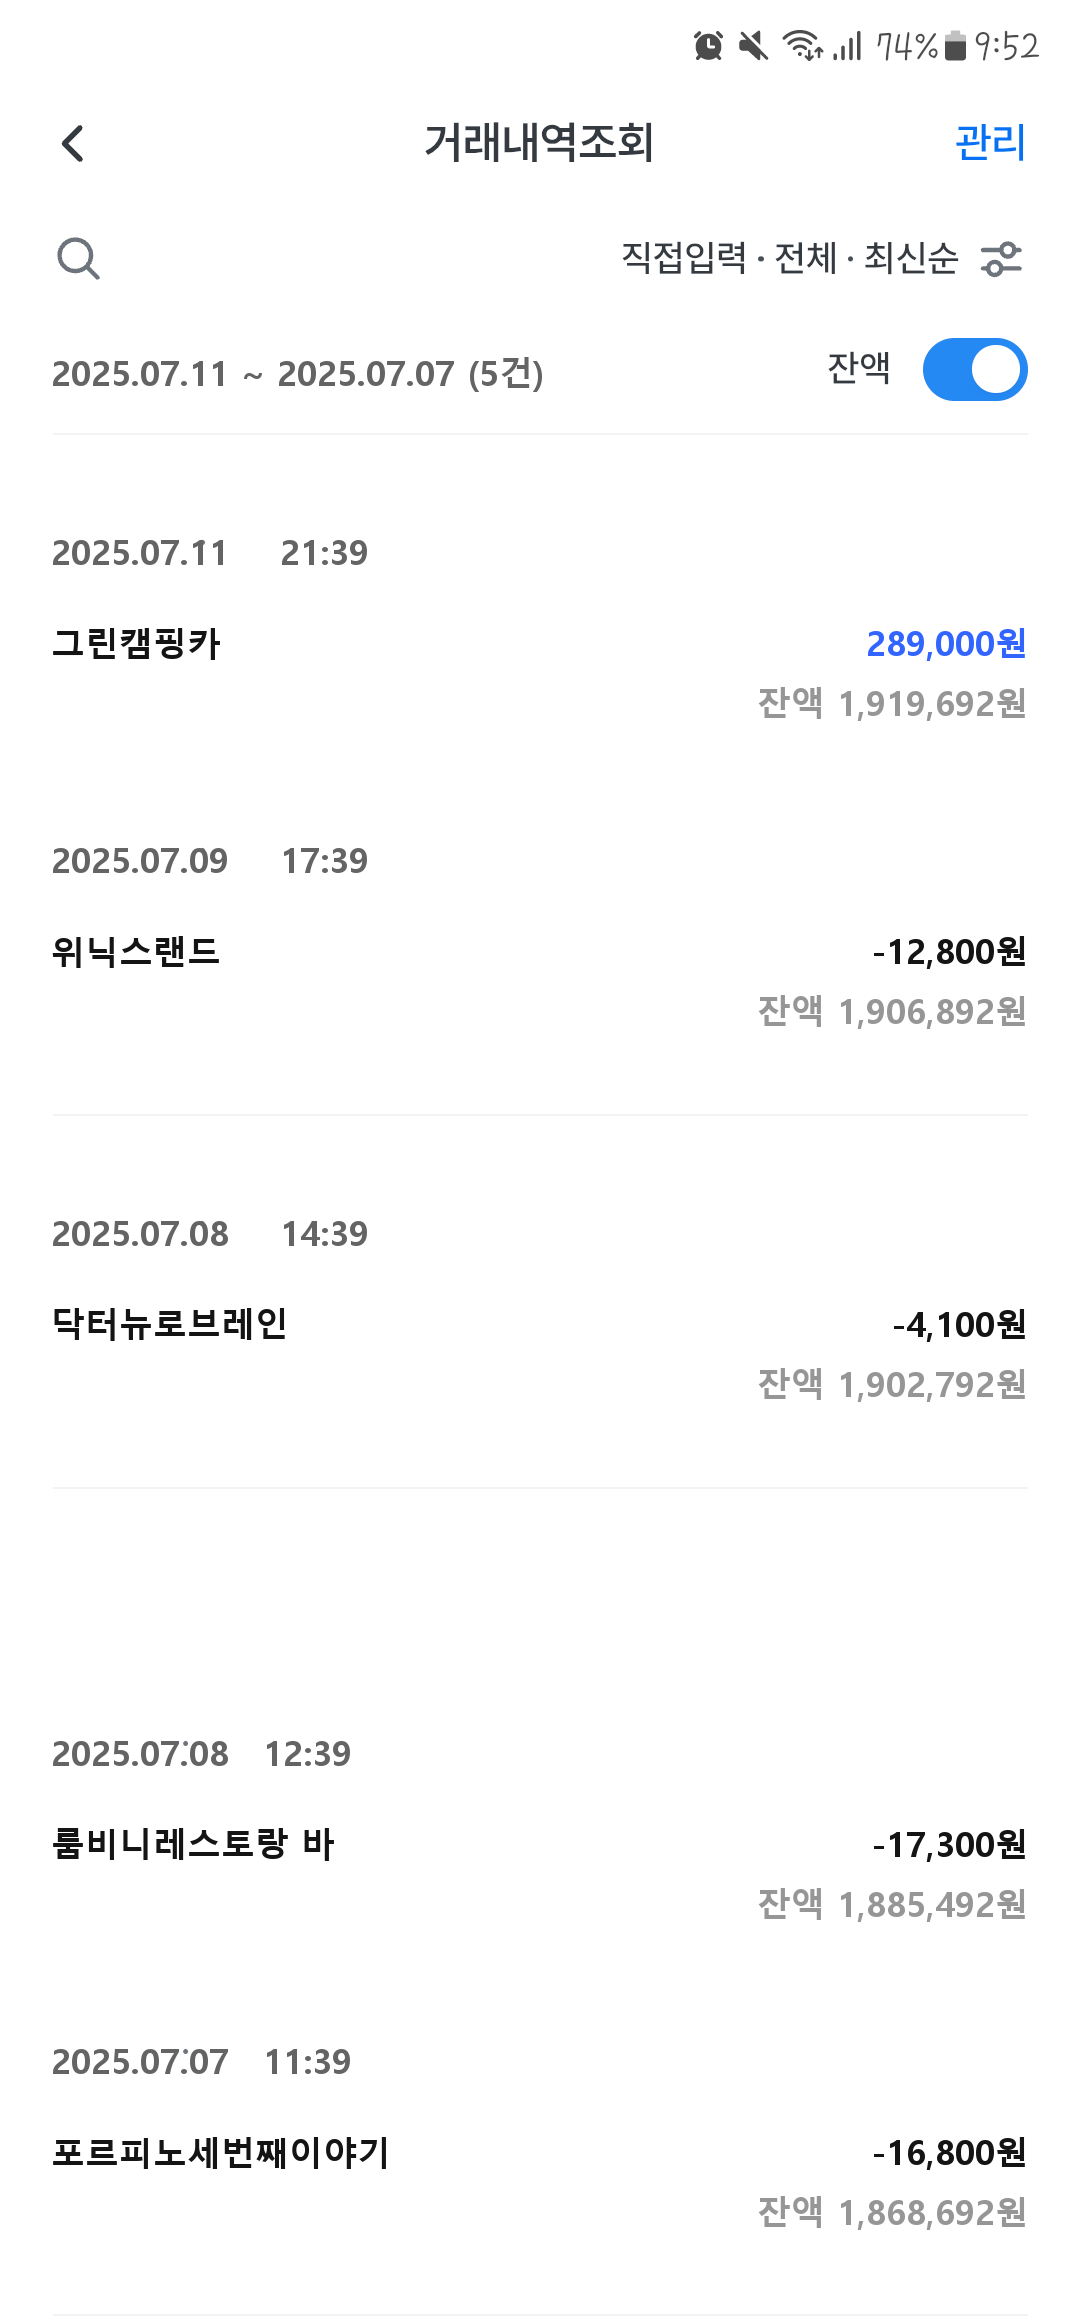 74% 9:52
거래내역조회 관리
직접입력 · 전체 · 최신순
2025.07.11 ~ 2025.07.07 (5건) 잔액
2025.07.11 21:39
그린캠핑카 289,000원
잔액 1,919,692원
2025.07.09 17:39
위닉스랜드 -12,800원
잔액 1,906,892원
2025.07.08 14:39
닥터뉴로브레인 -4,100원
잔액 1,902,792원
2025.07.08 12:39
룸비니레스토랑 바 -17,300원
잔액 1,885,492원
2025.07.07 11:39
포르피노세번째이야기 -16,800원
잔액 1,868,692원